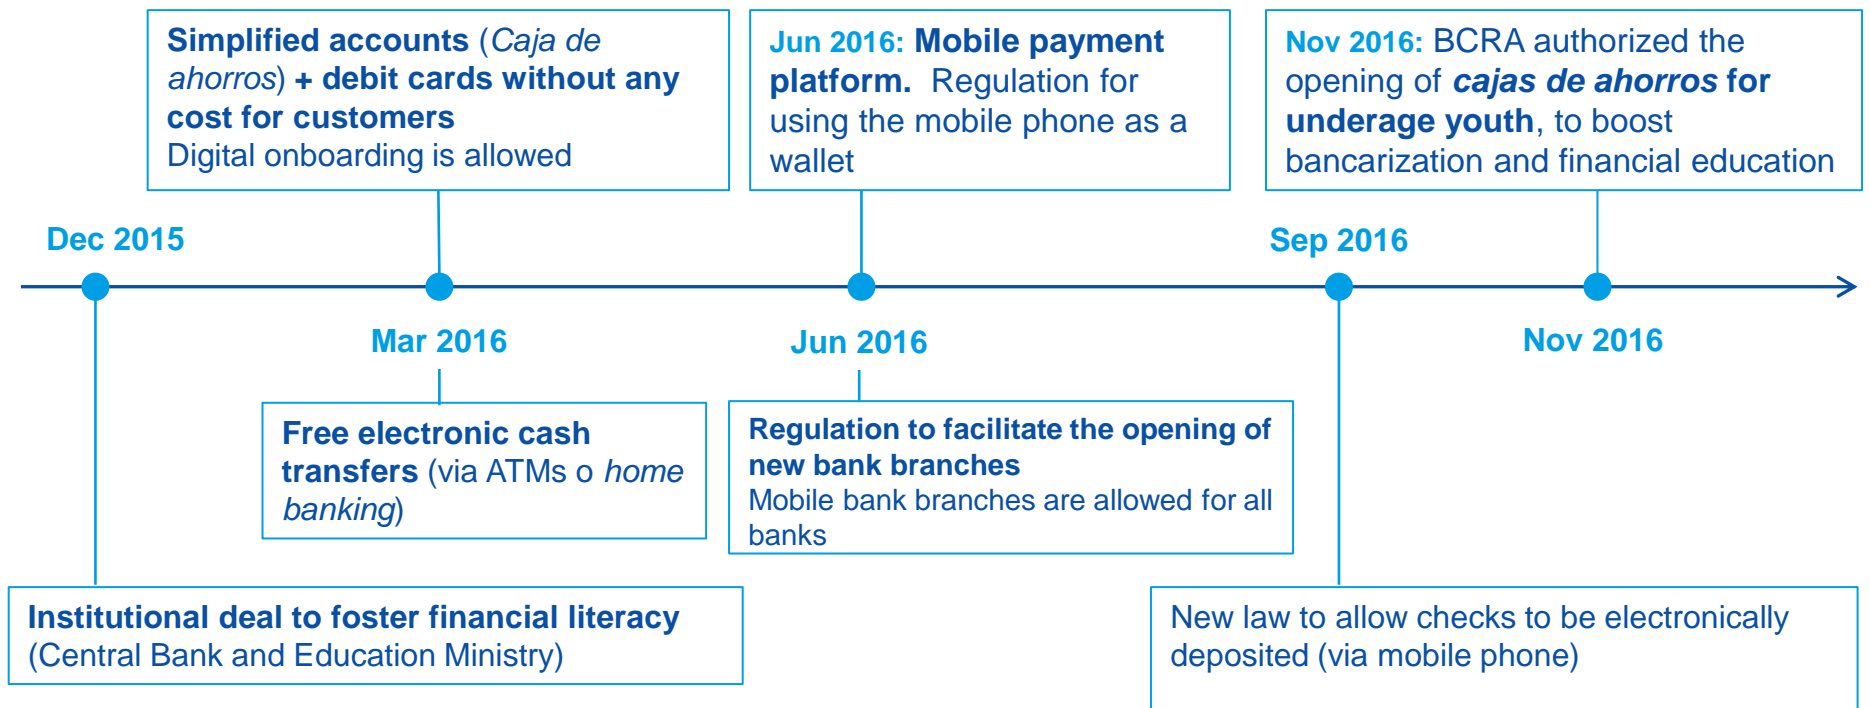 Simplified accounts (Caja de
ahorros) + debit cards without any
cost for customers
Digital onboarding is allowed
Jun 2016: Mobile payment
platform. Regulation for
using the mobile phone as a
wallet
Nov 2016: BCRA authorized the
opening of cajas de ahorros for
underage youth, to boost
bancarization and financial education
Dec 2015
Sep 2016
Mar 2016
Jun 2016
Nov 2016
Free electronic cash
transfers (via ATMs o home
banking)
Regulation to facilitate the opening of
new bank branches
Mobile bank branches are allowed for all
banks
Institutional deal to foster financial literacy
(Central Bank and Education Ministry)
New law to allow checks to be electronically
deposited (via mobile phone)